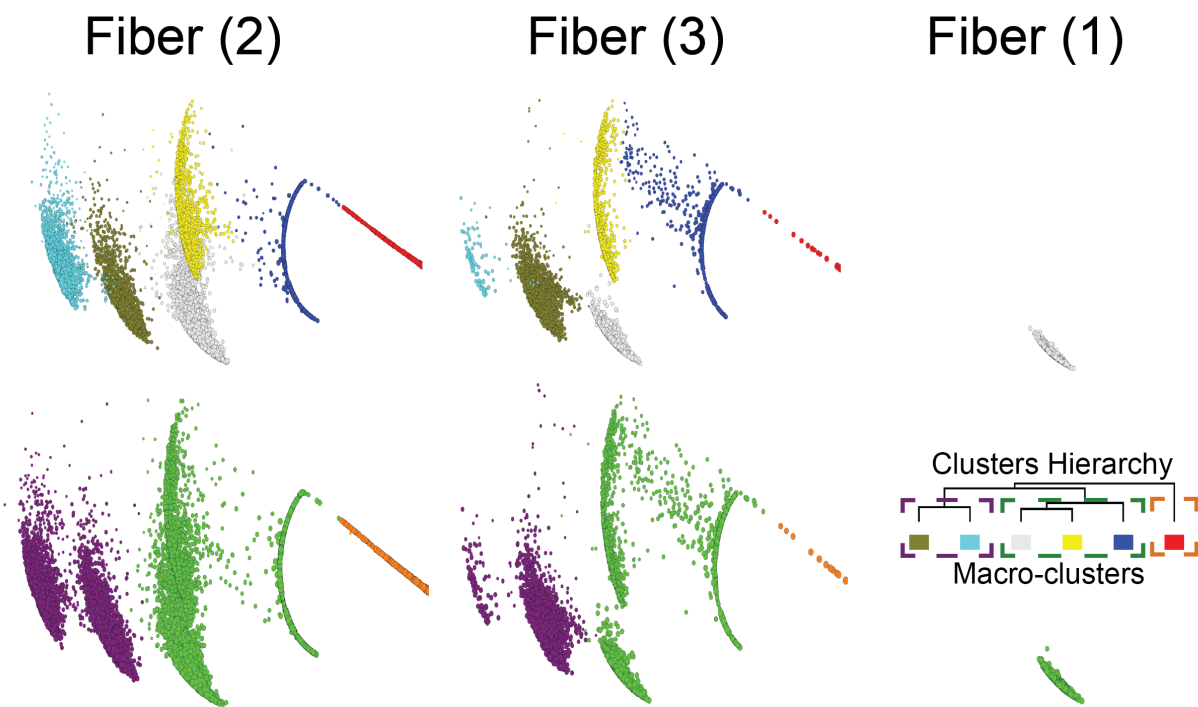 Fiber (2)
Fiber (3)
Fiber (1)
Clusters Hierarchy
Macro-clusters